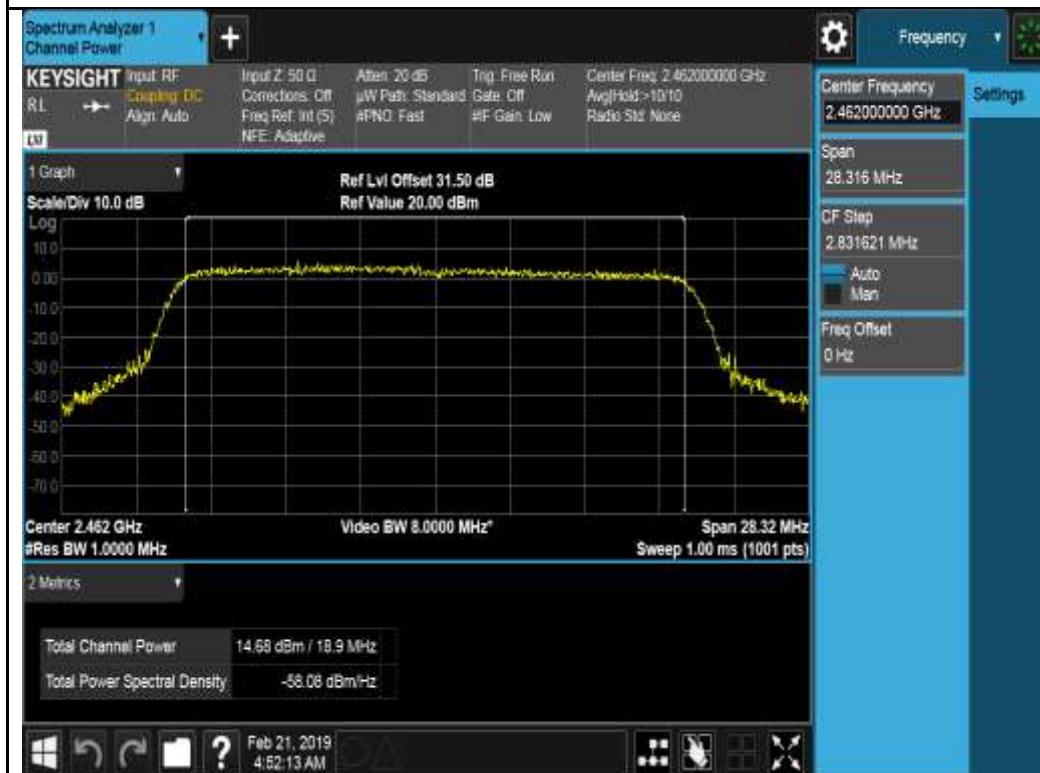 Spectrum Analyzer 1
Channel Power
+
Frequency
KEYSIGHT
RL
Input: RF
Coupling: DC
Align: Auto
Input Z: 50 Ω
Corrections: Off
Freq Ref: Int (S)
NFE: Adaptive
Atten: 20 dB
µW Path: Standard
#PNO: Fast
Trig: Free Run
Gate: Off
#IF Gain: Low
Center Freq: 2.462000000 GHz
Avg|Hold:>10/10
Radio Std: None
Center Frequency
2.462000000 GHz
Settings
Span
28.316 MHz
CF Step
2.831621 MHz
Auto
Man
Freq Offset
0 Hz
1 Graph
Scale/Div 10.0 dB
Ref Lvl Offset 31.50 dB
Ref Value 20.00 dBm
Log
10.0
0.00
-10.0
-20.0
-30.0
-40.0
-50.0
-60.0
-70.0
Center 2.462 GHz
#Res BW 1.0000 MHz
Video BW 8.0000 MHz*
Span 28.32 MHz
Sweep 1.00 ms (1001 pts)
2 Metrics
Total Channel Power 14.68 dBm / 18.9 MHz
Total Power Spectral Density -58.08 dBm/Hz
?
Feb 21, 2019
4:52:13 AM